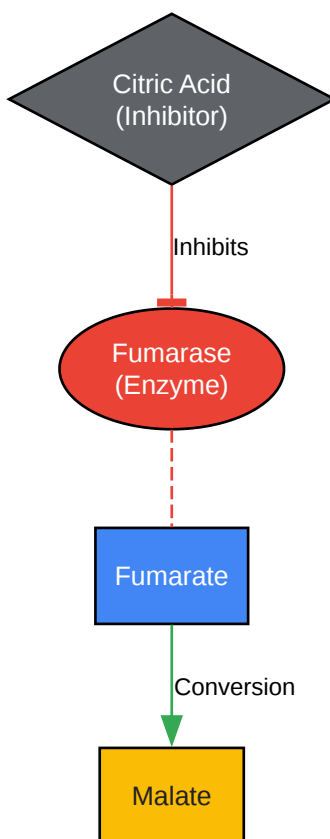 Citric Acid
(Inhibitor)
Inhibits
Fumarase
(Enzyme)
Fumarate
Conversion
Malate